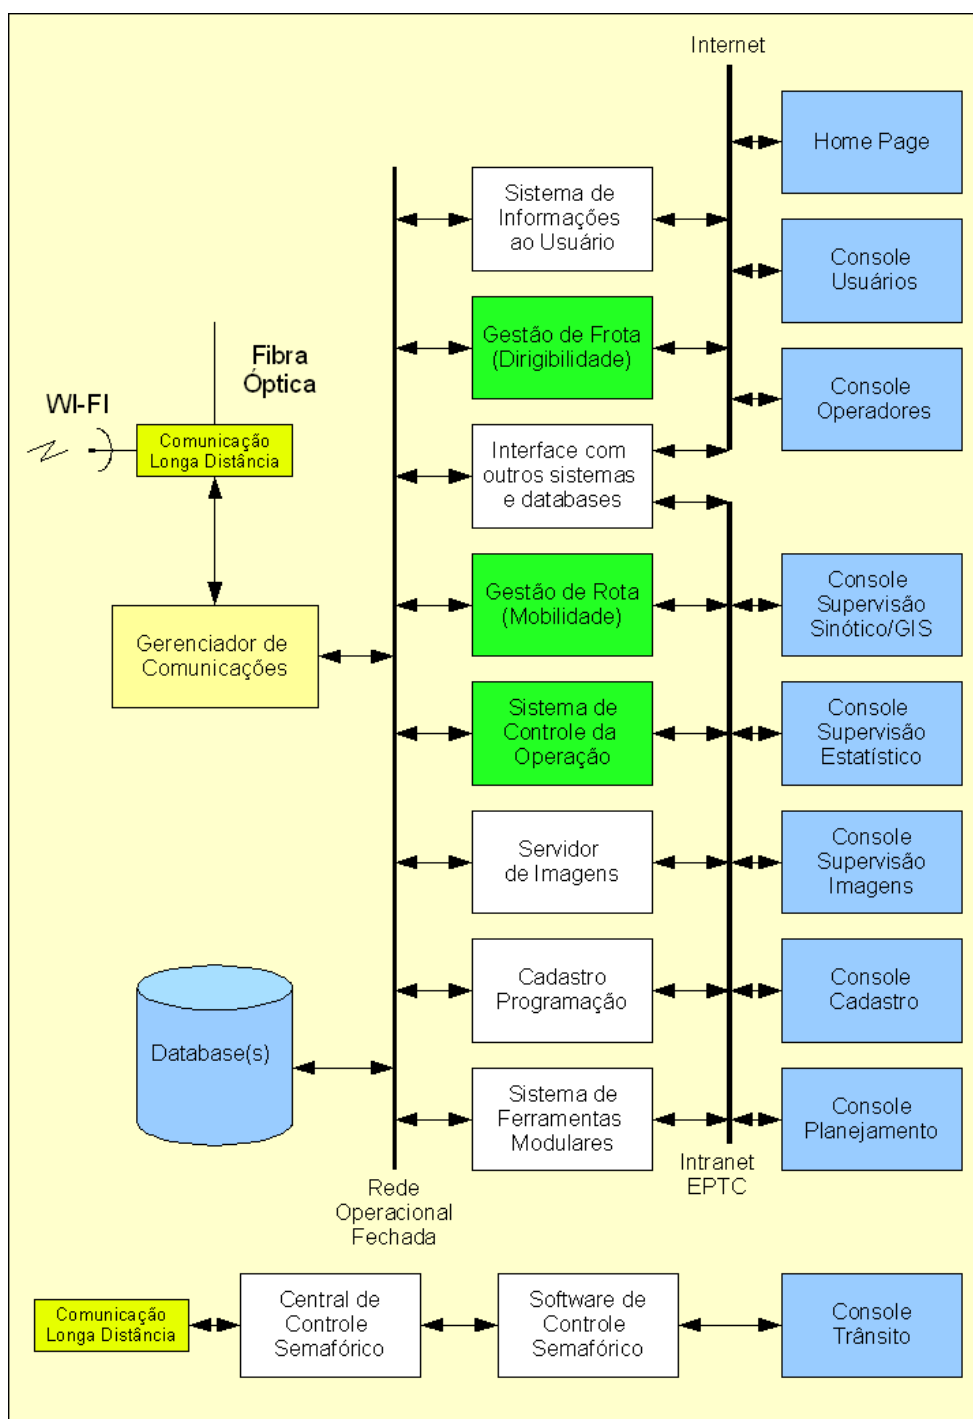 Internet
Home Page
Sistema de
Informações
ao Usuário
Console
Usuários
Gestão de Frota
(Dirigibilidade)
Fibra
Óptica
Console
Operadores
WI-FI
Comunicação
Longa Distância
Interface com
outros sistemas
e databases
Gestão de Rota
(Mobilidade)
Console
Supervisão
Sinótico/GIS
Gerenciador de
Comunicações
Sistema de
Controle da
Operação
Console
Supervisão
Estatístico
Servidor
de Imagens
Console
Supervisão
Imagens
Cadastro
Programação
Console
Cadastro
Database(s)
Sistema de
Ferramentas
Modulares
Console
Planejamento
Intranet
EPTC
Rede
Operacional
Fechada
Comunicação
Longa Distância
Central de
Controle
Semafórico
Software de
Controle
Semafórico
Console
Trânsito